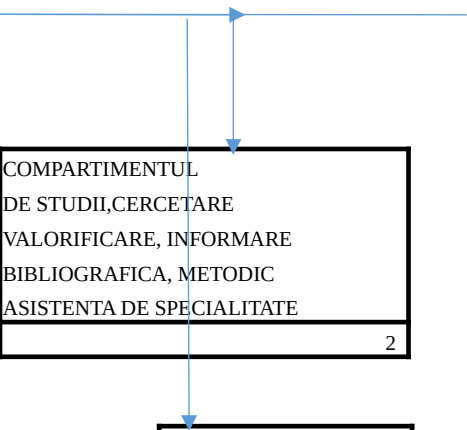 COMPARTIMENTUL
DE STUDII,CERCETARE
VALORIFICARE, INFORMARE
BIBLIOGRAFICA, METODIC
ASISTENTA DE SPECIALITATE
2